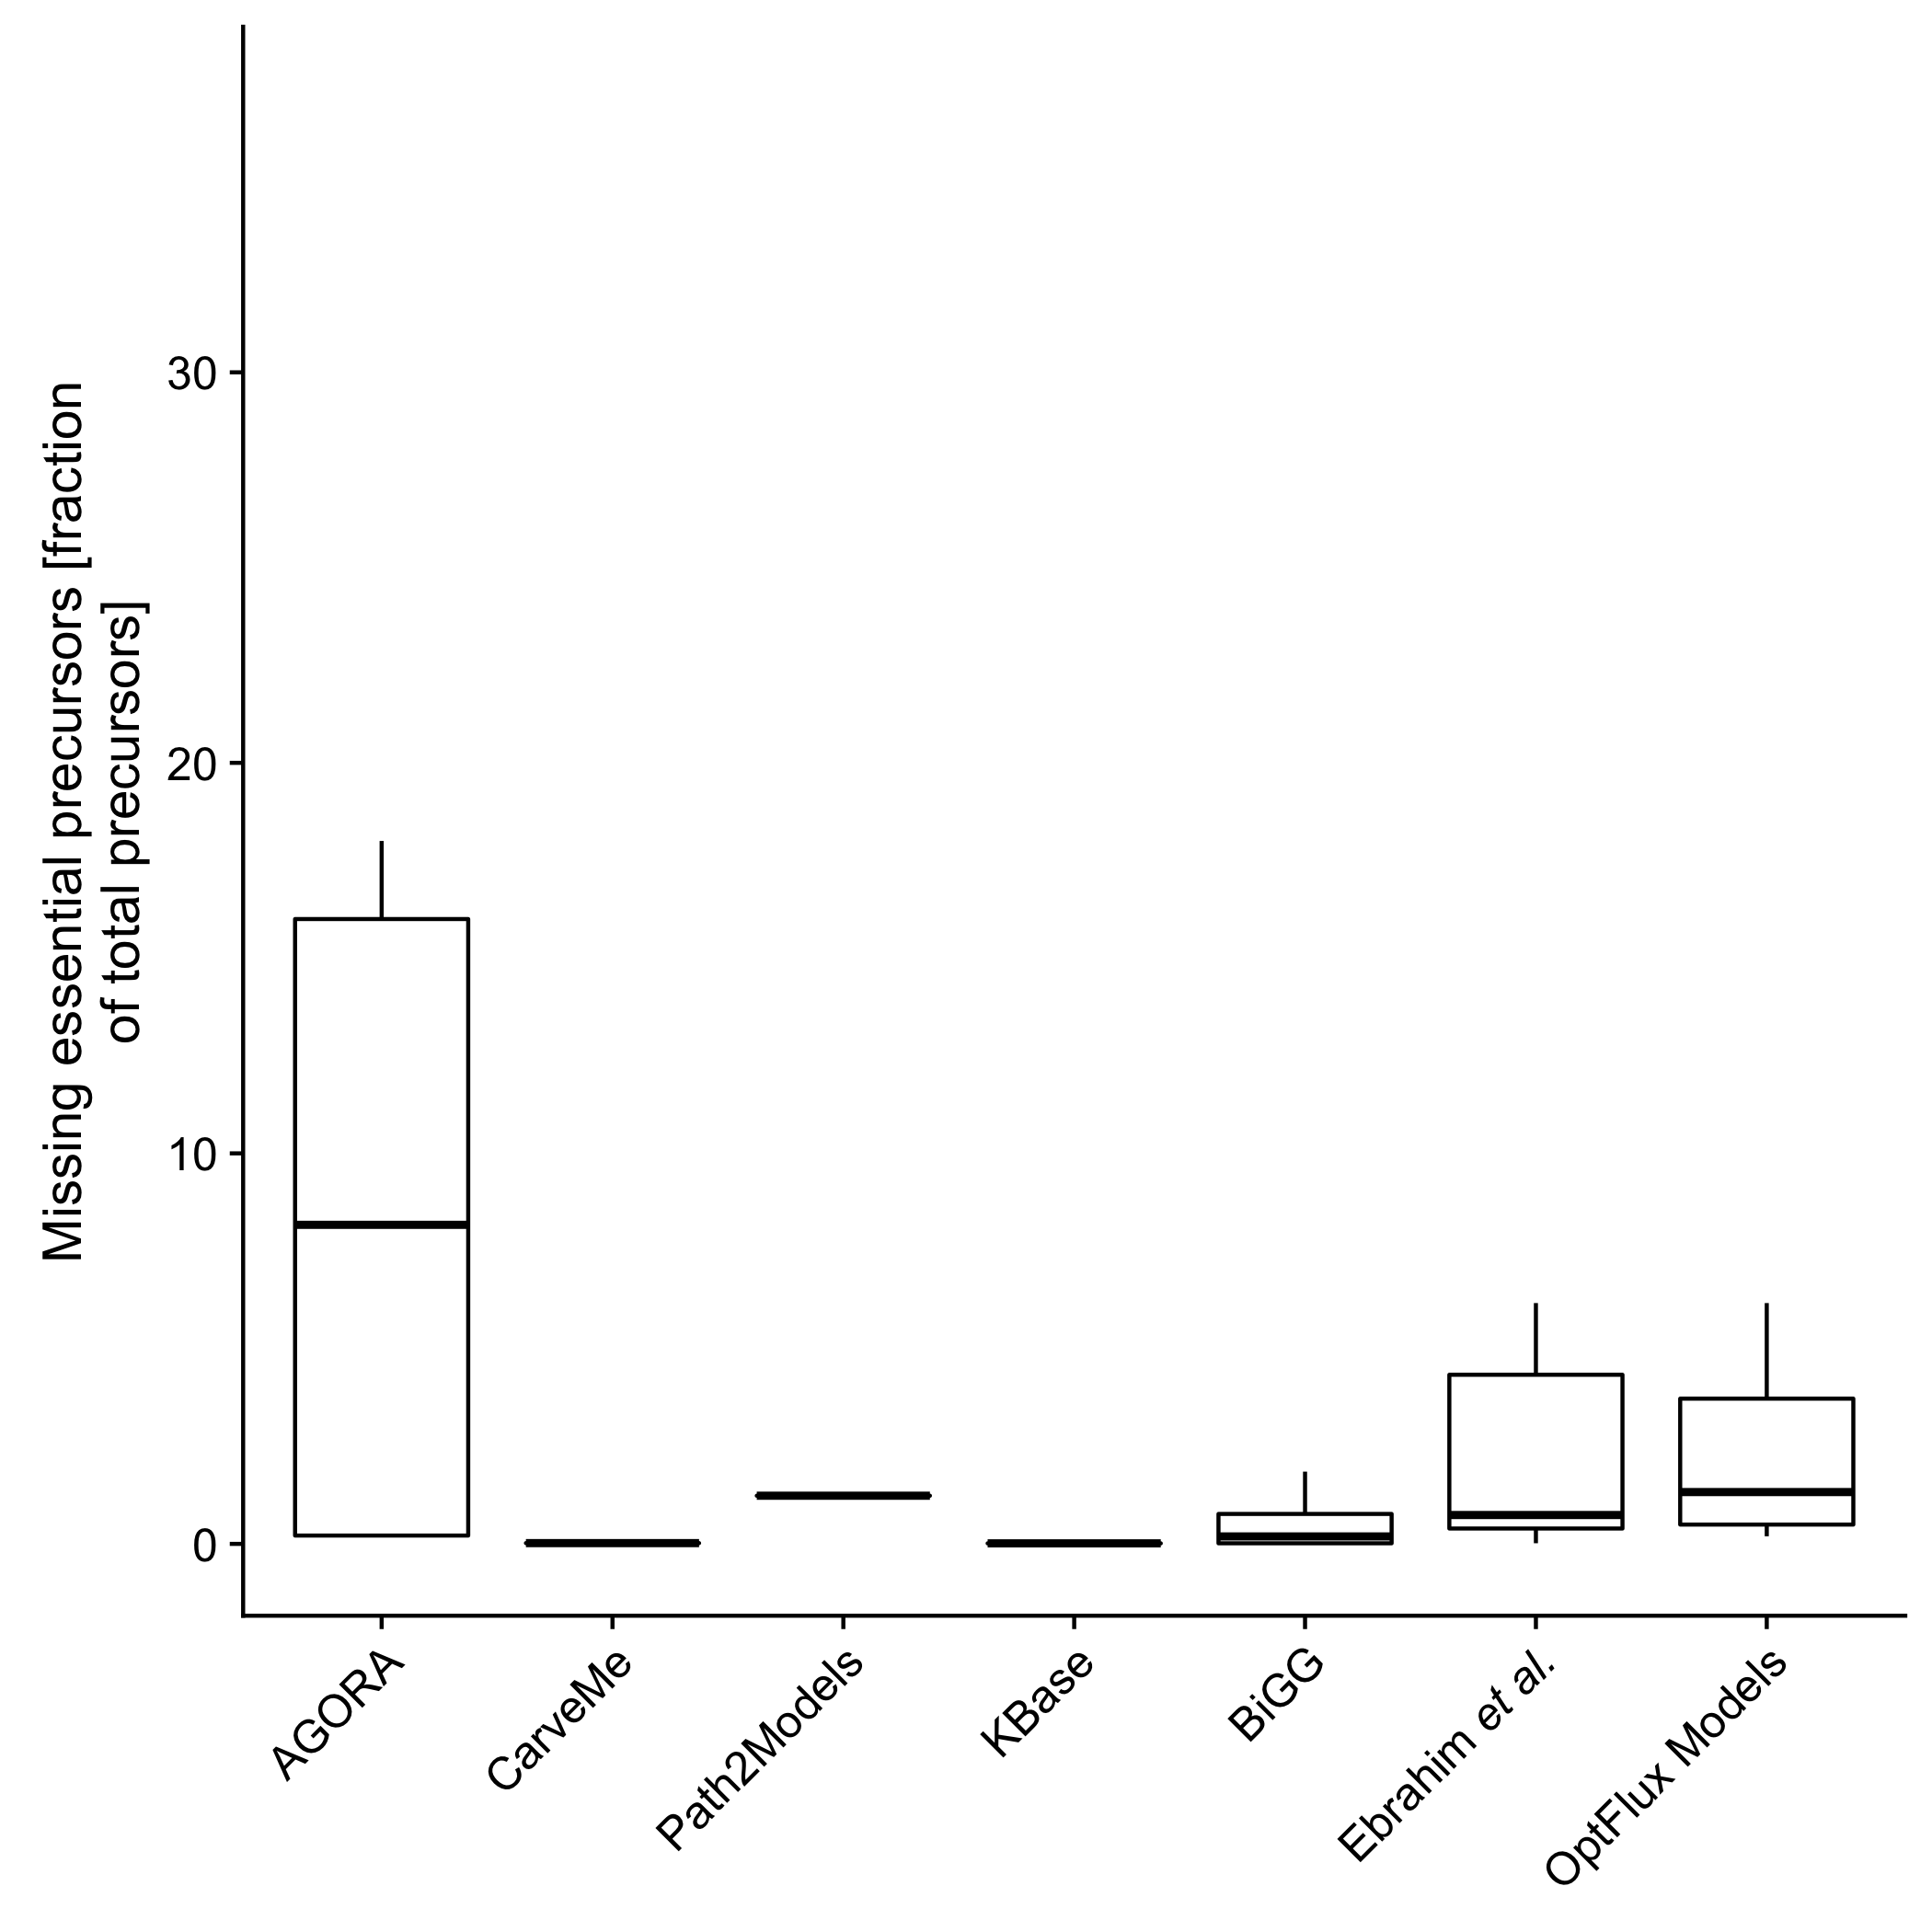 Missing essential precursors [fraction
of total precursors]
30
20
10
0
AGORA
CarveMe
Path2Models
KBase
BiGG
Ebrahim et al.
OptFlux Models